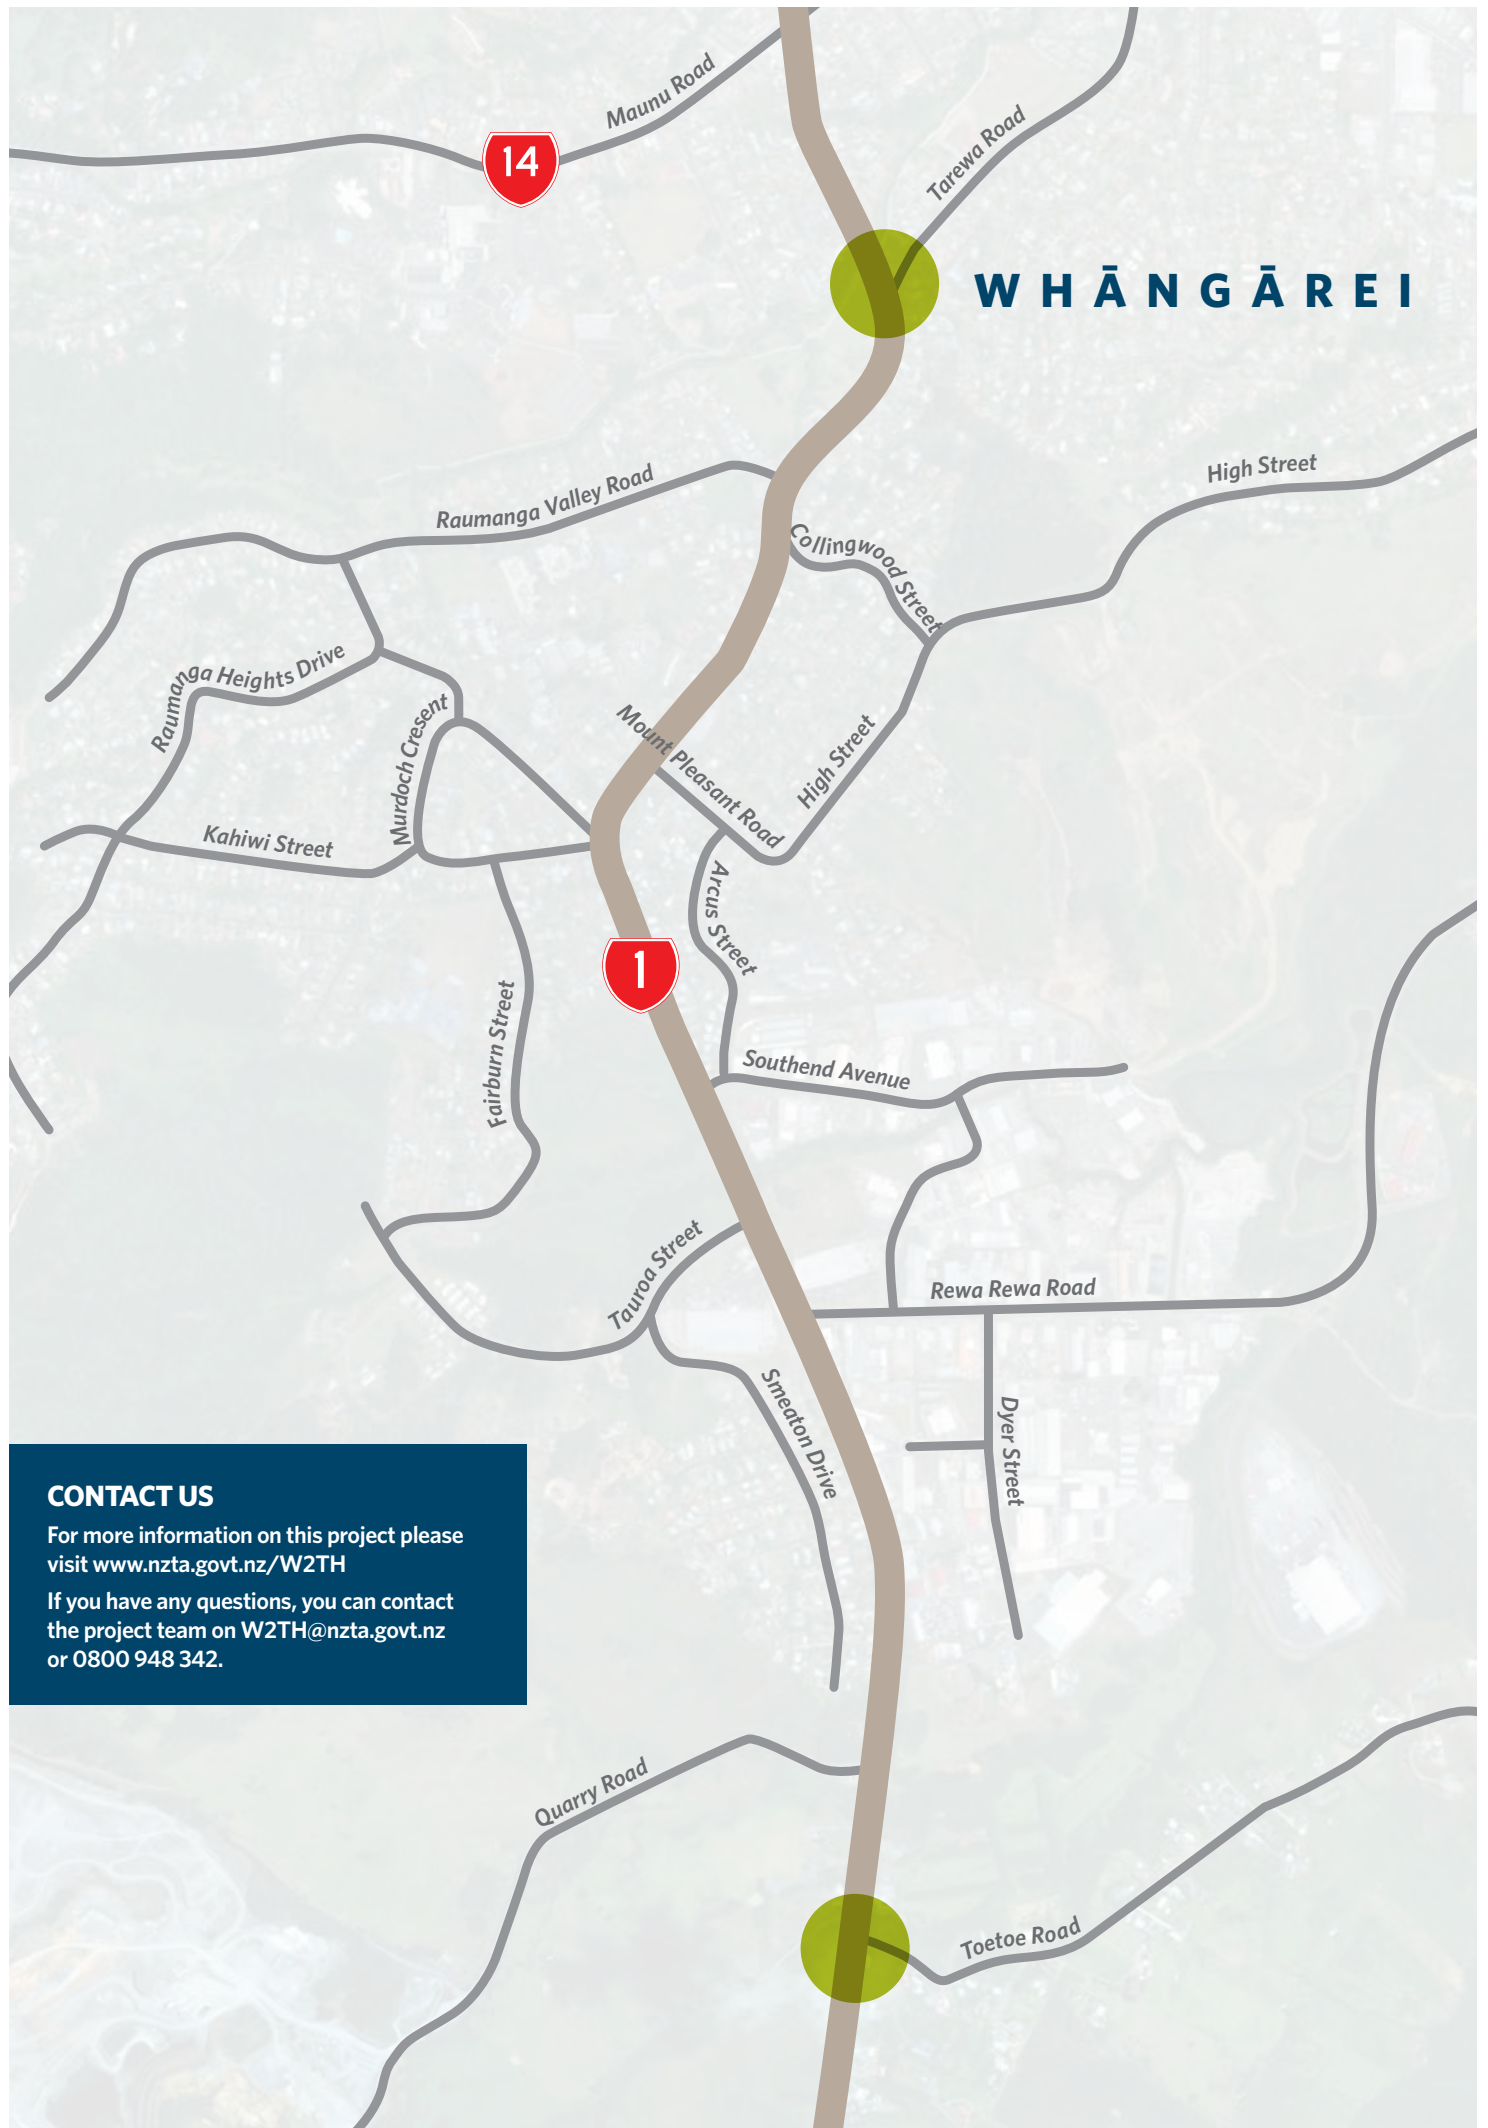 Maunu Road
14
Tarewa Road
WHĀNGĀREI
High Street
Raumanga Valley Road
Collingwood Street
Raumanga Heights Drive
Murdoch Cresent
Mount Pleasant Road
High Street
Kahiwi Street
Arcus Street
1
Fairburn Street
Southend Avenue
Tauroa Street
Rewa Rewa Road
Smeaton Drive
Dyer Street
CONTACT US
For more information on this project please
visit www.nzta.govt.nz/W2TH
If you have any questions, you can contact
the project team on W2TH@nzta.govt.nz
or 0800 948 342.
Quarry Road
Toetoe Road